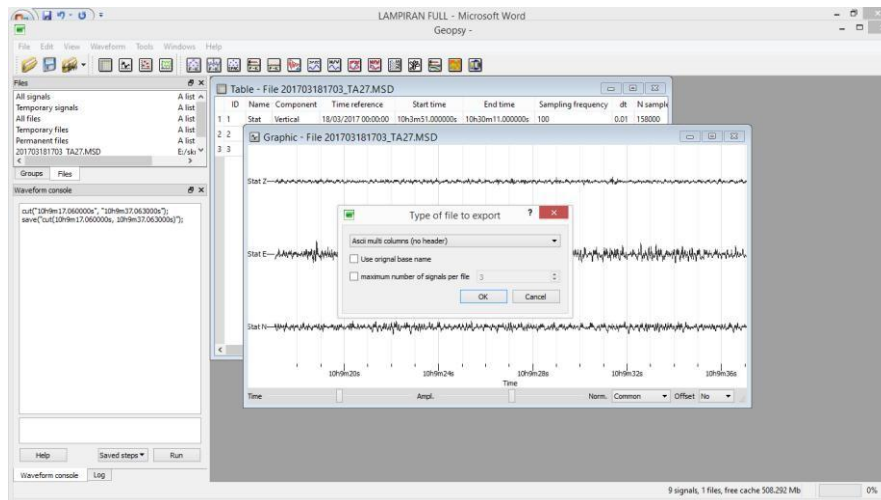 LAMPIRAN FULL - Microsoft Word
Geopsy -
File Edit View Waveform Tools Windows Help
Files
All signals A list
Temporary signals A list
All files A list
Temporary files A list
Permanent files A list
201703181703_TA27.MSD
Groups Files
Waveform console
cut("10h9m17.060000s", "10h9m37.063000s");
save("cut(10h9m17.060000s, 10h9m37.063000s)");
Help Saved steps Run
Waveform console Log
Table - File 201703181703_TA27.MSD
ID Name Component Time reference Start time End time Sampling frequency dt N sample
1 1 Stat Vertical 18/03/2017 00:00:00 10h3m51.000000s 10h30m11.000000s 100 0.01 158000
2 2
3 3
Graphic - File 201703181703_TA27.MSD
Stat Z
Stat E
Stat N
10h9m20s 10h9m24s 10h9m28s 10h9m32s 10h9m36s
Time
Time Ampl. Norm. Common Offset No
Type of file to export ?
Ascii multi columns (no header)
Use orignal base name
maximum number of signals per file 3
OK Cancel
9 signals, 1 files, free cache 508.292 Mb 0%